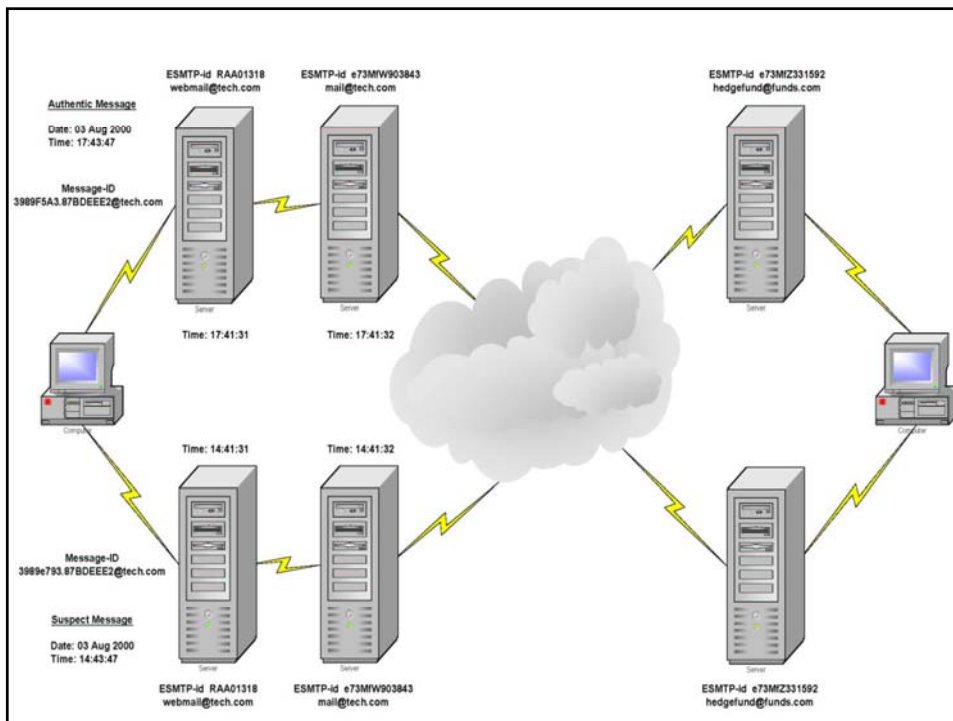 ESMTP-id RAA01318
webmail@tech.com
ESMTP-id e73MfW903843
mail@tech.com
ESMTP-id e73MfZ331592
hedgefund@funds.com
Authentic Message
Date: 03 Aug 2000
Time: 17:43:47
Message-ID
3989F5A3.87BDEEE2@tech.com
Server
Server
Server
Time: 17:41:31
Time: 17:41:32
Computer
Computer
Time: 14:41:31
Time: 14:41:32
Message-ID
3989e793.87BDEEE2@tech.com
Suspect Message
Date: 03 Aug 2000
Time: 14:43:47
Server
Server
Server
ESMTP-id RAA01318
webmail@tech.com
ESMTP-id e73MfW903843
mail@tech.com
ESMTP-id e73MfZ331592
hedgefund@funds.com